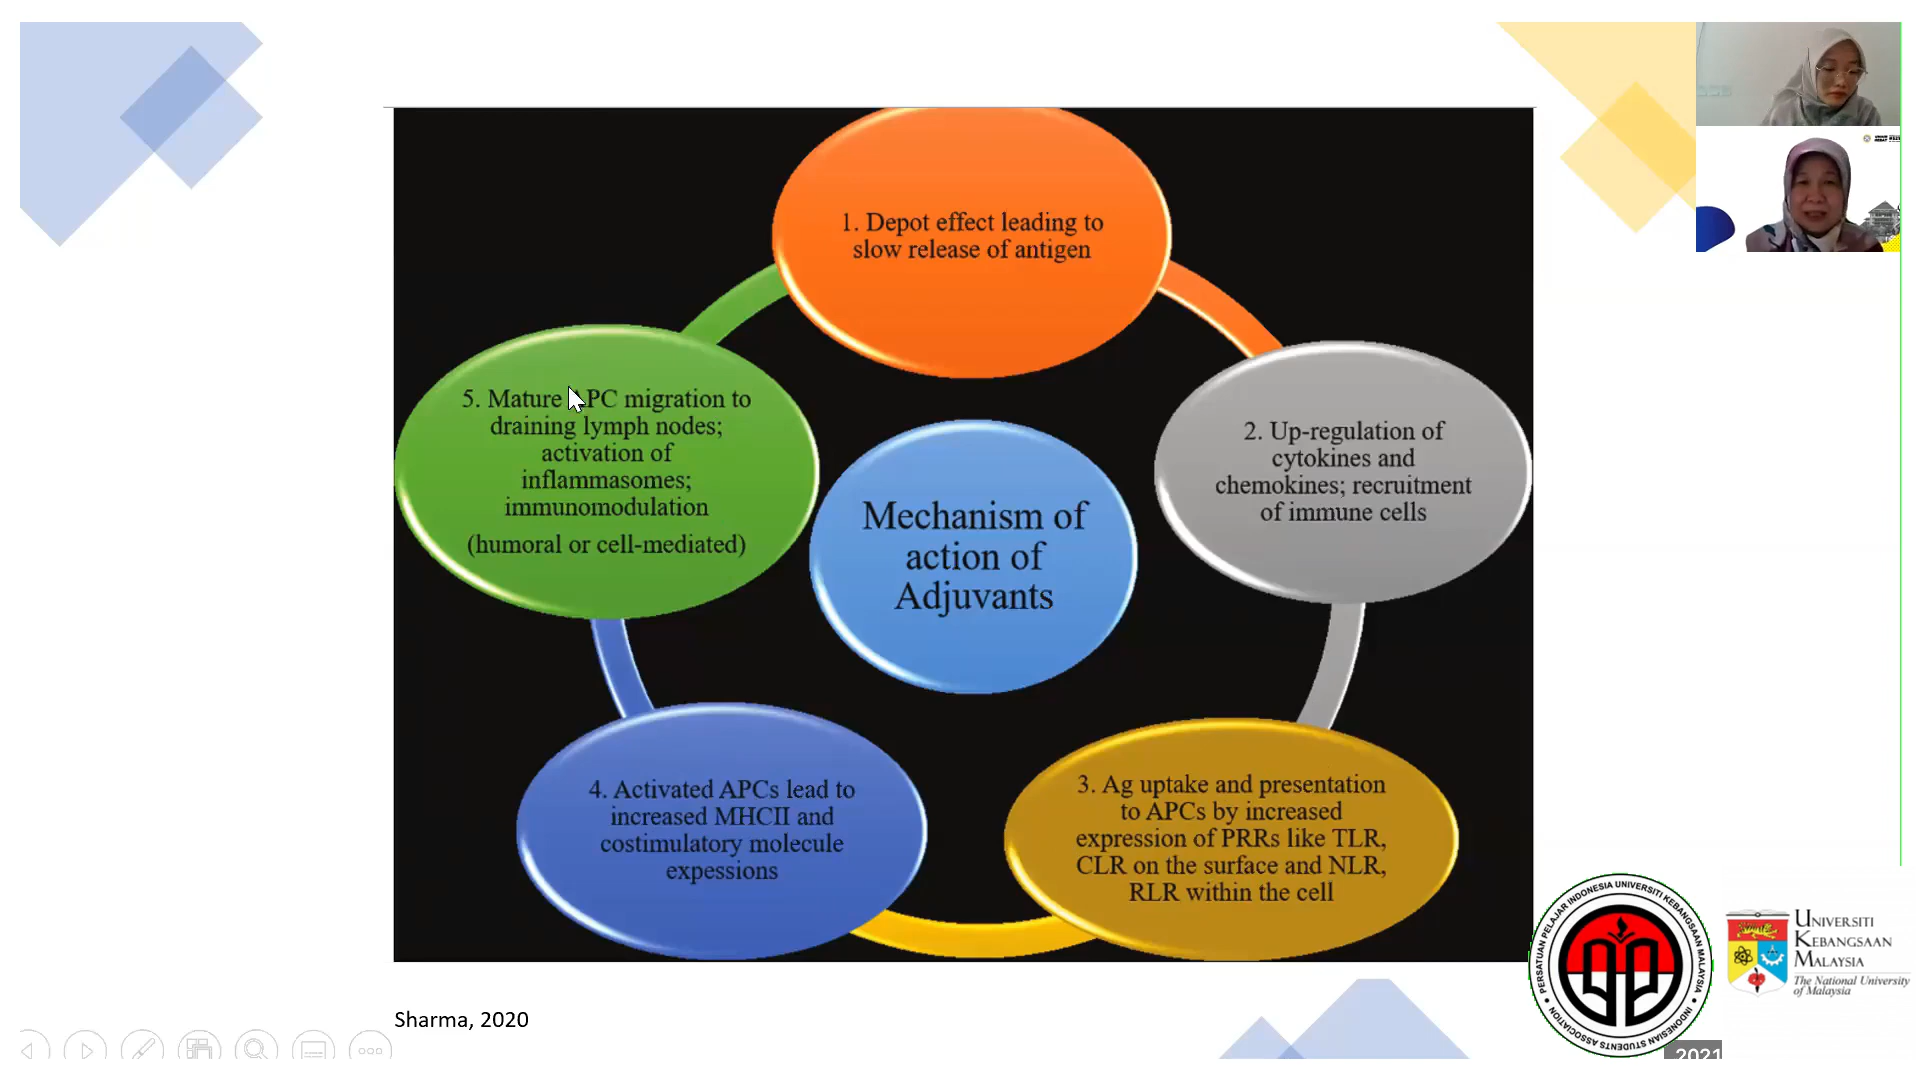 1. Depot effect leading to
slow release of antigen
2. Up-regulation of
cytokines and
chemokines; recruitment
of immune cells
3. Ag uptake and presentation
to APCs by increased
expression of PRRs like TLR,
CLR on the surface and NLR,
RLR within the cell
4. Activated APCs lead to
increased MHCII and
costimulatory molecule
expessions
5. Mature APC migration to
draining lymph nodes;
activation of
inflammasomes;
immunomodulation
(humoral or cell-mediated)
Mechanism of
action of
Adjuvants
Sharma, 2020
PERSATUAN PELAJAR INDONESIA UNIVERSITI KEBANGSAAN MALAYSIA
INDONESIAN STUDENTS ASSOCIATION
UNIVERSITI
KEBANGSAAN
MALAYSIA
The National University
of Malaysia
2021